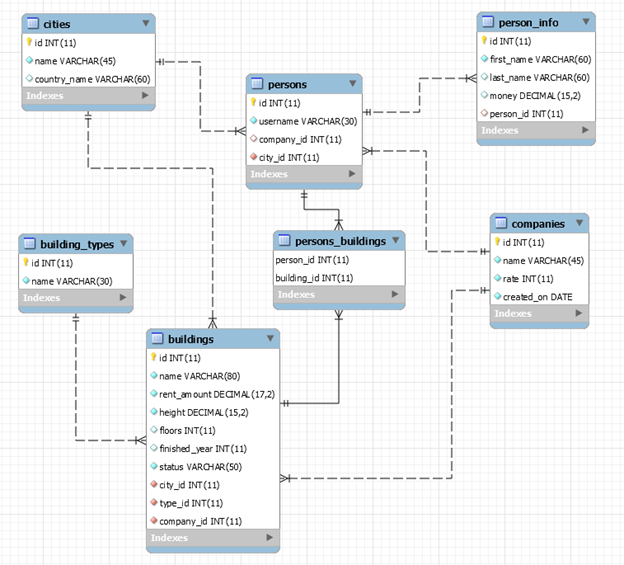 cities
id INT(11)
name VARCHAR(45)
country_name VARCHAR(60)
Indexes
person_info
id INT(11)
first_name VARCHAR(60)
last_name VARCHAR(60)
money DECIMAL(15,2)
person_id INT(11)
Indexes
persons
id INT(11)
username VARCHAR(30)
company_id INT(11)
city_id INT(11)
Indexes
companies
id INT(11)
name VARCHAR(45)
rate INT(11)
created_on DATE
Indexes
building_types
id INT(11)
name VARCHAR(30)
Indexes
persons_buildings
person_id INT(11)
building_id INT(11)
Indexes
buildings
id INT(11)
name VARCHAR(80)
rent_amount DECIMAL(17,2)
height DECIMAL(15,2)
floors INT(11)
finished_year INT(11)
status VARCHAR(50)
city_id INT(11)
type_id INT(11)
company_id INT(11)
Indexes